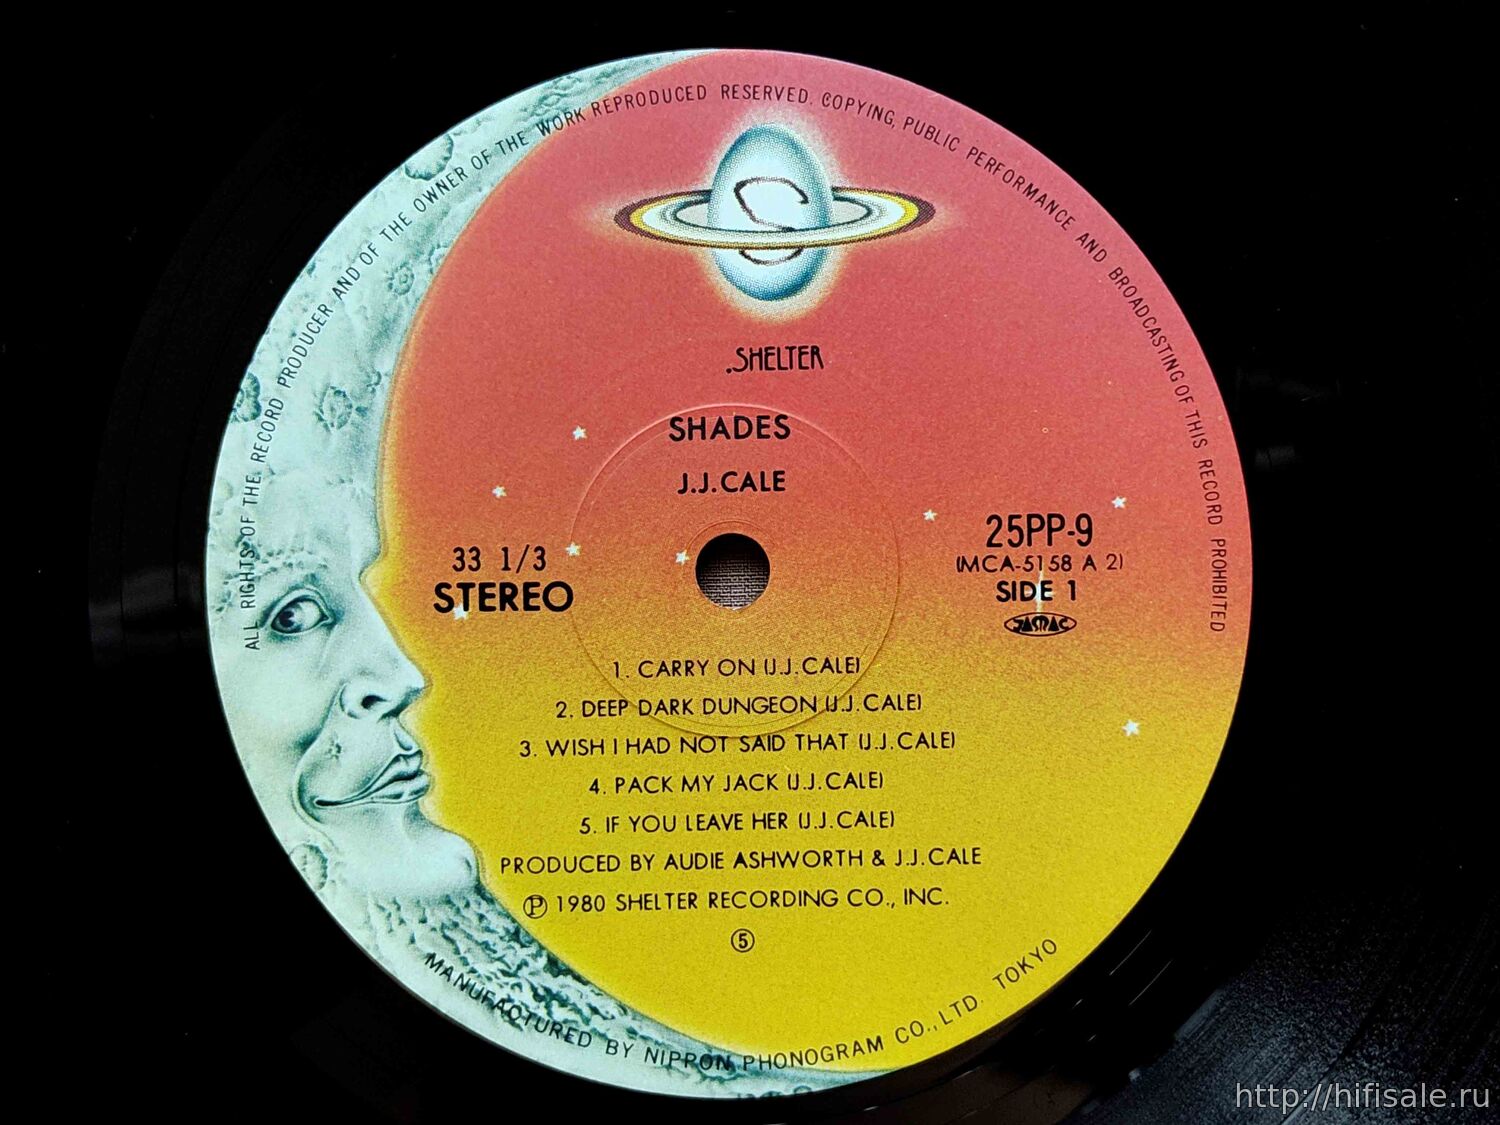 ALL RIGHTS OF THE RECORD PRODUCER AND OF THE OWNER OF THE WORK REPRODUCED RESERVED. COPYING, PUBLIC PERFORMANCE AND BROADCASTING OF THIS RECORD PROHIBITED
.SHELTER
SHADES
J.J.CALE
33 1/3
STEREO
25PP-9
(MCA-5158 A 2)
SIDE 1
JASRAC
1. CARRY ON (J.J.CALE)
2. DEEP DARK DUNGEON (J.J.CALE)
3. WISH I HAD NOT SAID THAT (J.J.CALE)
4. PACK MY JACK (J.J.CALE)
5. IF YOU LEAVE HER (J.J.CALE)
PRODUCED BY AUDIE ASHWORTH & J.J.CALE
Ⓟ 1980 SHELTER RECORDING CO., INC.
⑤
MANUFACTURED BY NIPPON PHONOGRAM CO., LTD. TOKYO
http://hifisale.ru